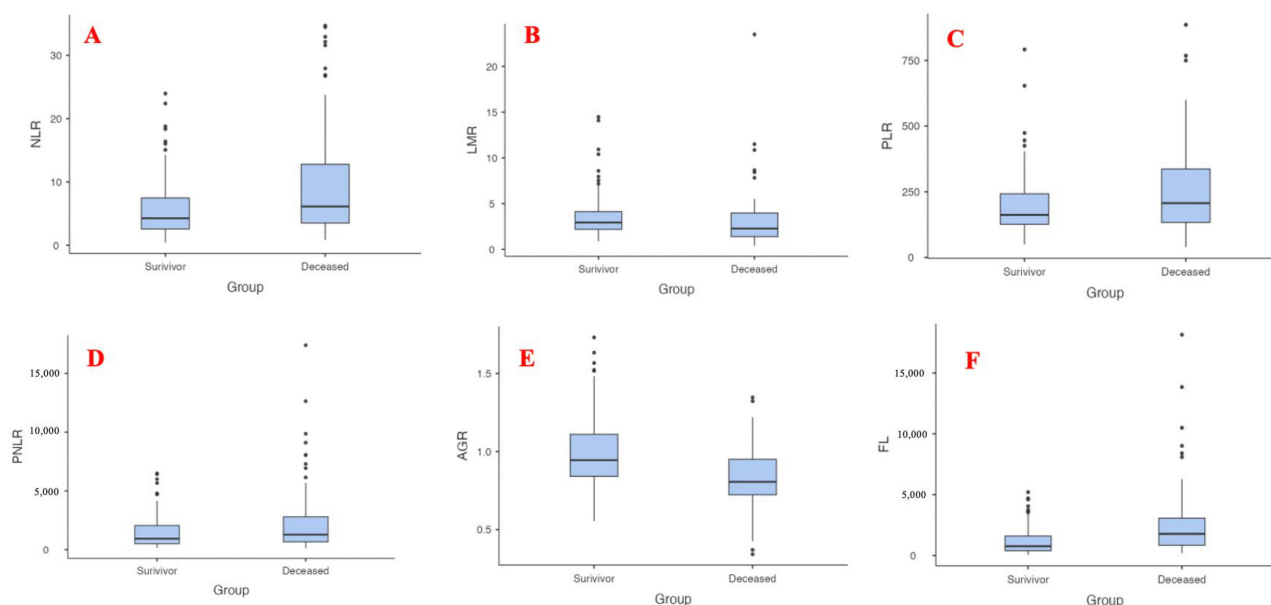 A
NLR
30
20
10
0
Surivivor
Deceased
Group
B
LMR
20
15
10
5
0
Surivivor
Deceased
Group
C
PLR
750
500
250
0
Surivivor
Deceased
Group
D
PNLR
15,000
10,000
5,000
0
Surivivor
Deceased
Group
E
AGR
1.5
1.0
0.5
Surivivor
Deceased
Group
F
FL
15,000
10,000
5,000
0
Surivivor
Deceased
Group